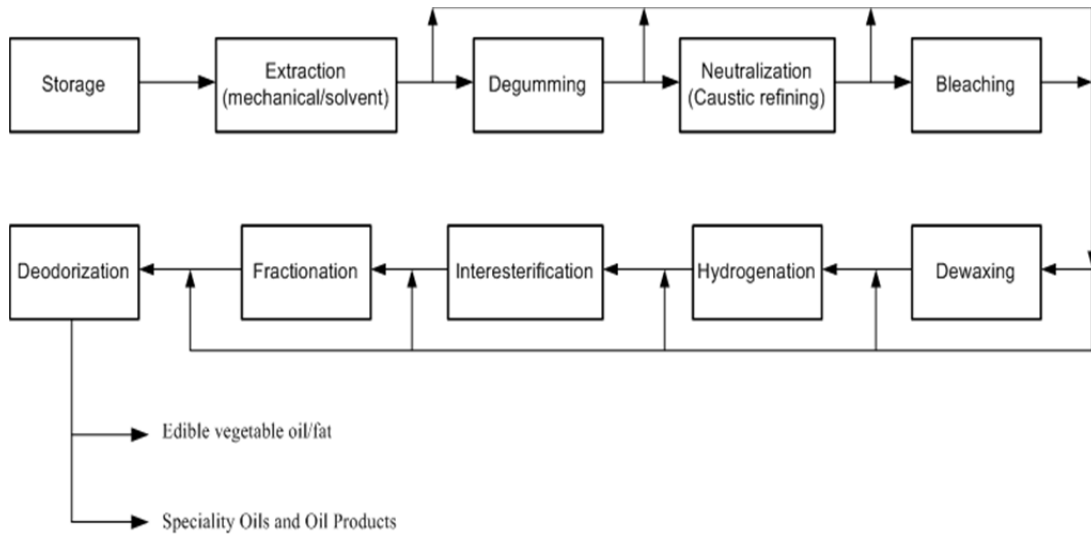 Storage
Extraction
(mechanical/solvent)
Degumming
Neutralization
(Caustic refining)
Bleaching
Deodorization
Fractionation
Interesterification
Hydrogenation
Dewaxing
Edible vegetable oil/fat
Speciality Oils and Oil Products